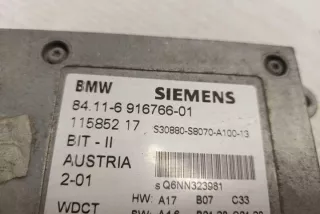 BMW SIEMENS
84.11-6 916766-01
115852 17 S30880-S8070-A100-13
BIT - II
AUSTRIA
2-01 Q6NN323981
HW: A17 B07 C33
WDCT